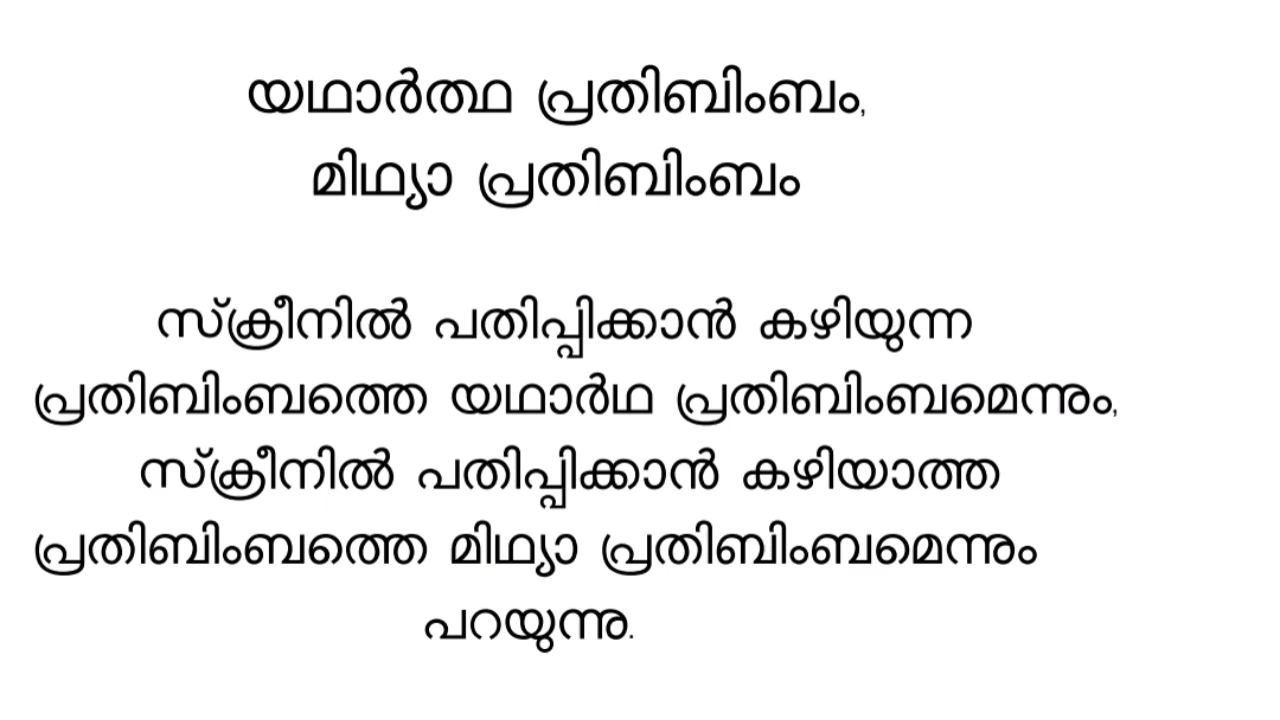 യഥാർത്ഥ പ്രതിബിംബം,
മിഥ്യാ പ്രതിബിംബം
സ്ക്രീനിൽ പതിപ്പിക്കാൻ കഴിയുന്ന
പ്രതിബിംബത്തെ യഥാർഥ പ്രതിബിംബമെന്നും,
സ്ക്രീനിൽ പതിപ്പിക്കാൻ കഴിയാത്ത
പ്രതിബിംബത്തെ മിഥ്യാ പ്രതിബിംബമെന്നും
പറയുന്നു.